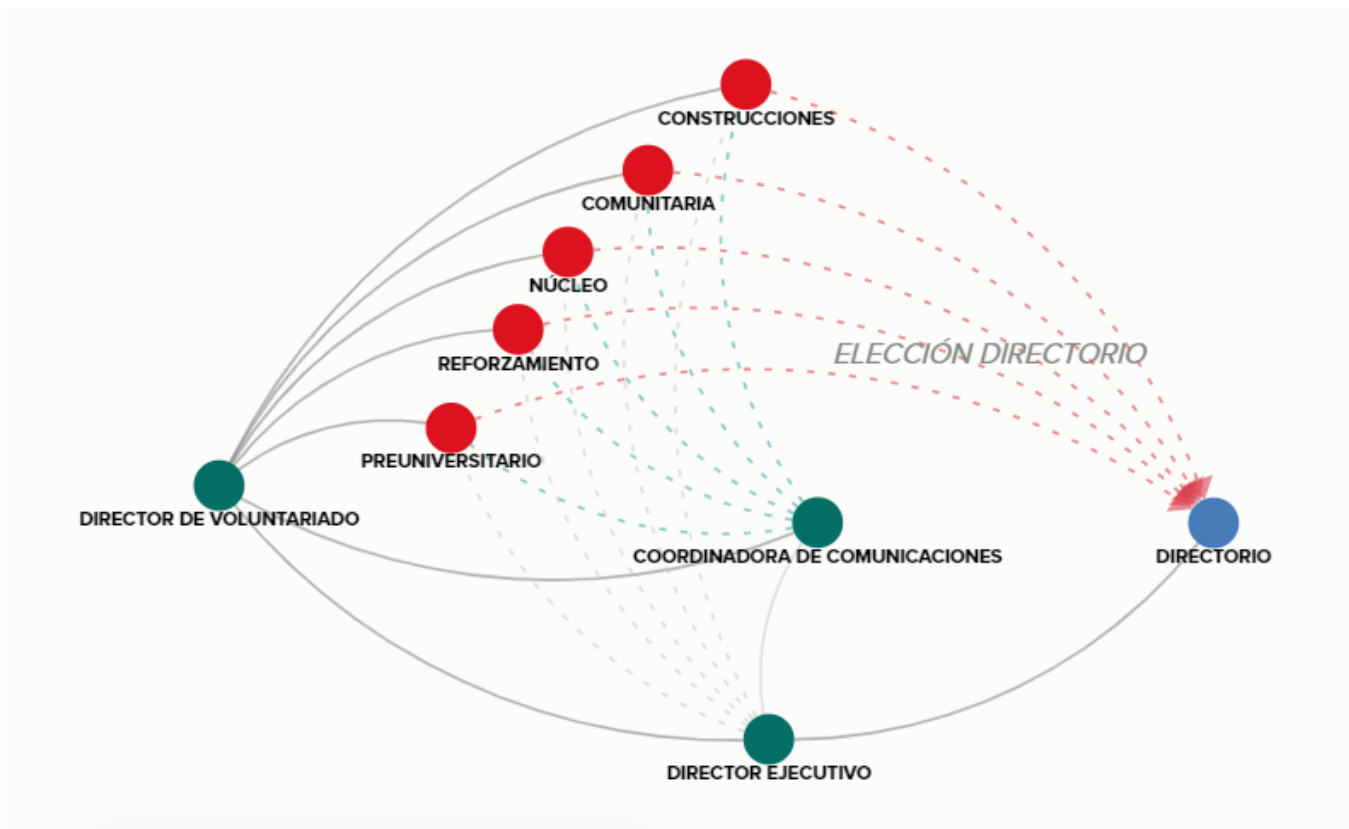 CONSTRUCCIONES
COMUNITARIA
NÚCLEO
REFORZAMIENTO
ELECCIÓN DIRECTORIO
PREUNIVERSITARIO
DIRECTOR DE VOLUNTARIADO
COORDINADORA DE COMUNICACIONES
DIRECTORIO
DIRECTOR EJECUTIVO